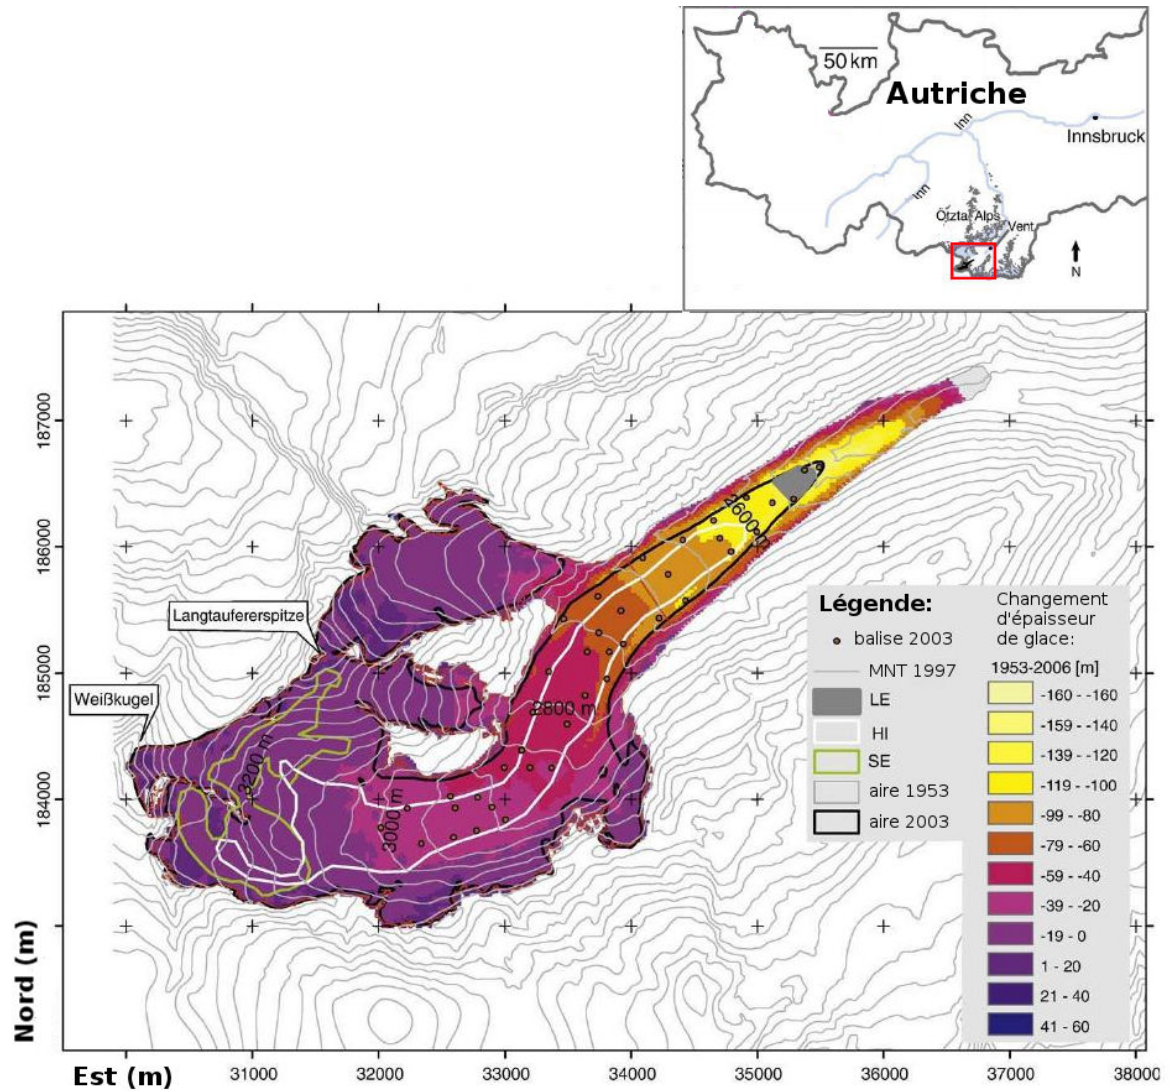 50 km
Autriche
Inn
Innsbruck
Inn
Ötzta Alps
Vent
N
187000
186000
185000
184000
Nord (m)
Langtaufererspitze
Weißkugel
2600 m
2800 m
3000 m
3200 m
Légende:
balise 2003
MNT 1997
LE
HI
SE
aire 1953
aire 2003
Changement
d'épaisseur
de glace:
1953-2006 [m]
-160 - -160
-159 - -140
-139 - -120
-119 - -100
-99 - -80
-79 - -60
-59 - -40
-39 - -20
-19 - 0
1 - 20
21 - 40
41 - 60
Est (m)
31000
32000
33000
34000
35000
36000
37000
38000